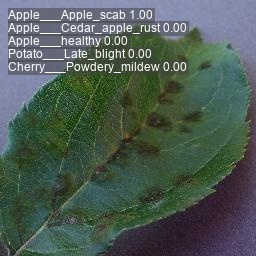 Apple___Apple_scab 1.00
Apple___Cedar_apple_rust 0.00
Apple___healthy 0.00
Potato___Late_blight 0.00
Cherry___Powdery_mildew 0.00